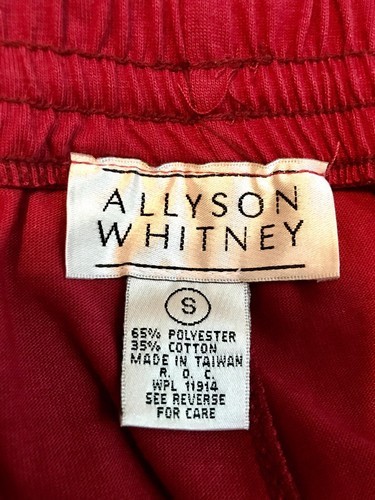 ALLYSON
WHITNEY
S
65% POLYESTER
35% COTTON
MADE IN TAIWAN
R. O. C.
WPL 11914
SEE REVERSE
FOR CARE